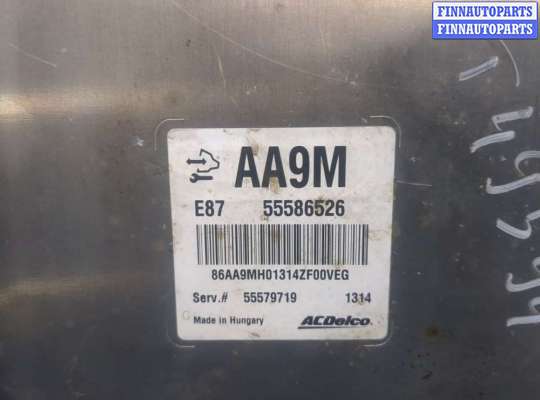 FINNAUTOPARTS
FINNAUTOPARTS
AA9M
E87 55586526
86AA9MH01314ZF00VEG
Serv.# 55579719 1314
Made in Hungary ACDelco